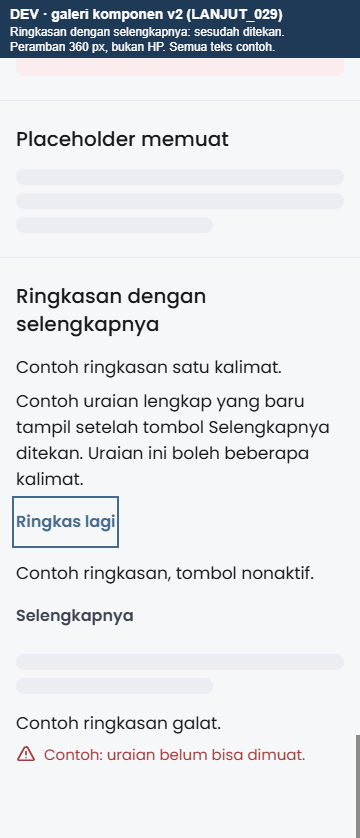 DEV · galeri komponen v2 (LANJUT_029)
Ringkasan dengan selengkapnya: sesudah ditekan.
Peramban 360 px, bukan HP. Semua teks contoh.
Placeholder memuat
Ringkasan dengan
selengkapnya
Contoh ringkasan satu kalimat.
Contoh uraian lengkap yang baru
tampil setelah tombol Selengkapnya
ditekan. Uraian ini boleh beberapa
kalimat.
Ringkas lagi
Contoh ringkasan, tombol nonaktif.
Selengkapnya
Contoh ringkasan galat.
Contoh: uraian belum bisa dimuat.